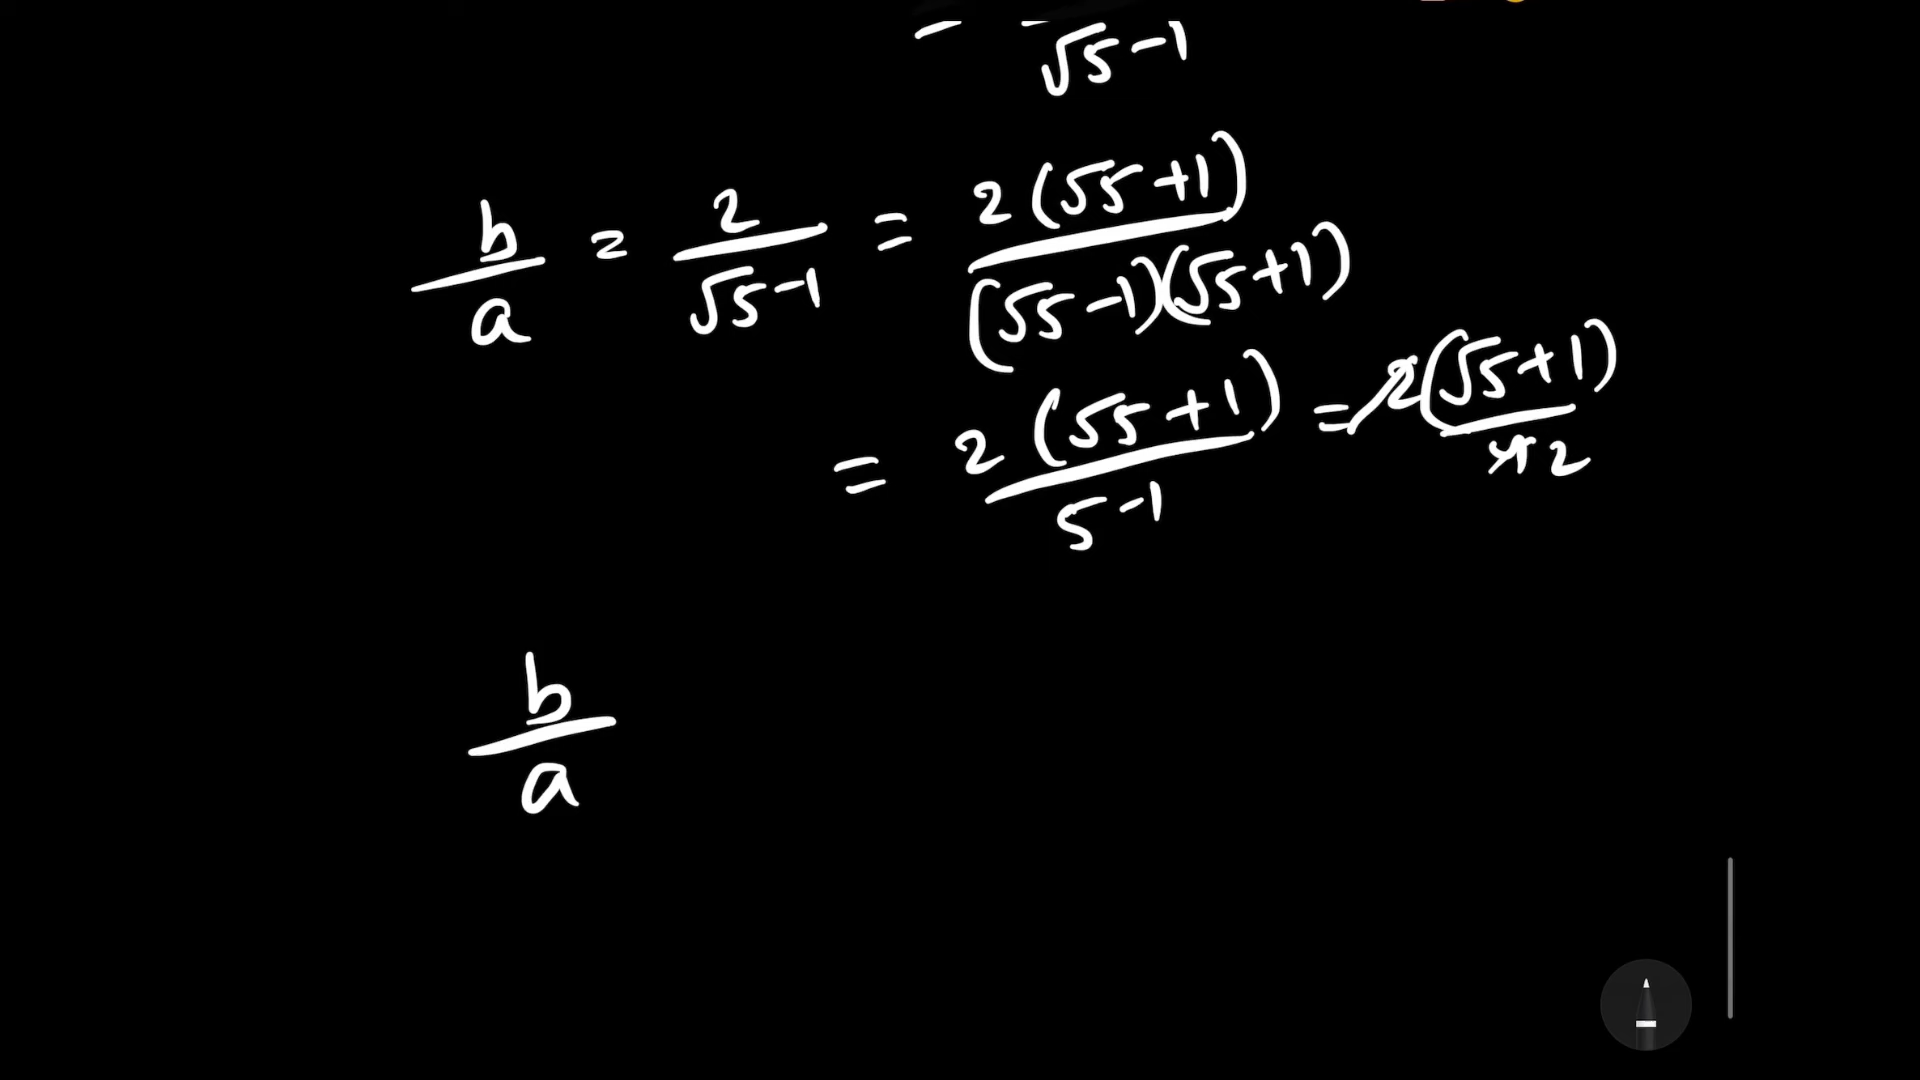 = √5-1
b/a = 2/(√5-1) = 2(√5+1)/((√5-1)(√5+1))
= 2(√5+1)/(5-1) = 2(√5+1)/4 2
b/a